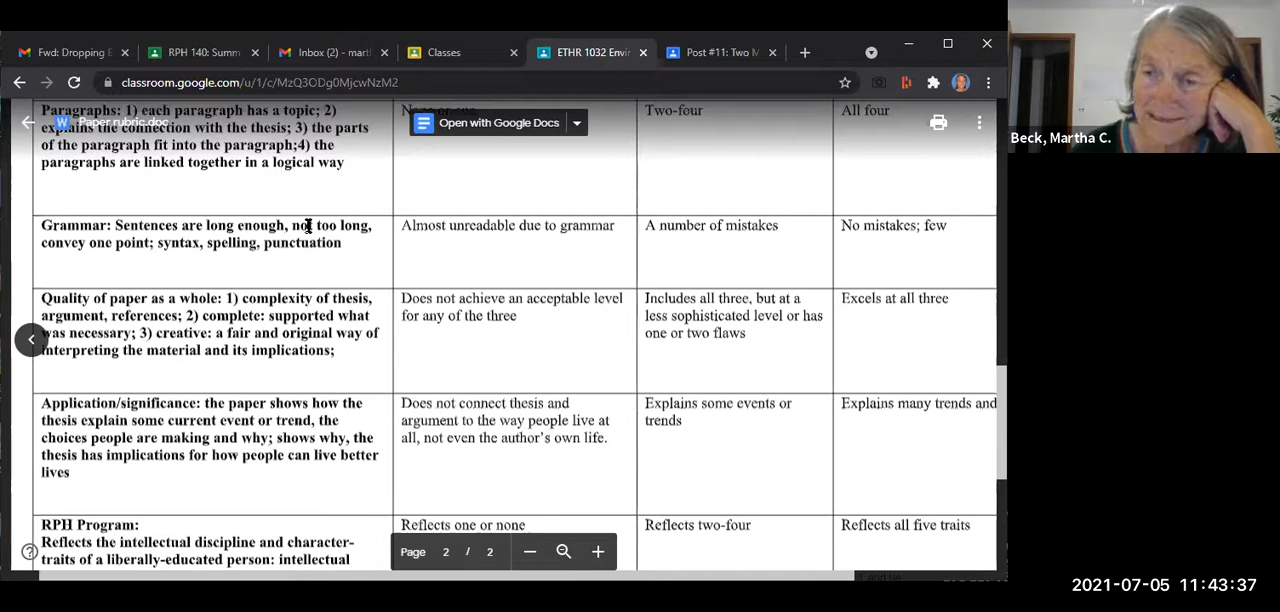 Fwd: Dropping E
RPH 140: Summ
Inbox (2) - mart
Classes
ETHR 1032 Envi
Post #11: Two M
classroom.google.com/u/1/c/MzQ3ODg0MjcwNzM2
Paragraphs: 1) each paragraph has a topic; 2)
explains the connection with the thesis; 3) the parts
of the paragraph fit into the paragraph;4) the
paragraphs are linked together in a logical way
Two-four
All four
W Paper rubric.doc
Open with Google Docs
Grammar: Sentences are long enough, not too long,
convey one point; syntax, spelling, punctuation
Almost unreadable due to grammar
A number of mistakes
No mistakes; few
Quality of paper as a whole: 1) complexity of thesis,
argument, references; 2) complete: supported what
was necessary; 3) creative: a fair and original way of
interpreting the material and its implications;
Does not achieve an acceptable level
for any of the three
Includes all three, but at a
less sophisticated level or has
one or two flaws
Excels at all three
Application/significance: the paper shows how the
thesis explain some current event or trend, the
choices people are making and why; shows why, the
thesis has implications for how people can live better
lives
Does not connect thesis and
argument to the way people live at
all, not even the author's own life.
Explains some events or
trends
Explains many trends and
RPH Program:
Reflects the intellectual discipline and character-
traits of a liberally-educated person: intellectual
Reflects one or none
Reflects two-four
Reflects all five traits
Page 2 / 2
Beck, Martha C.
2021-07-05 11:43:37